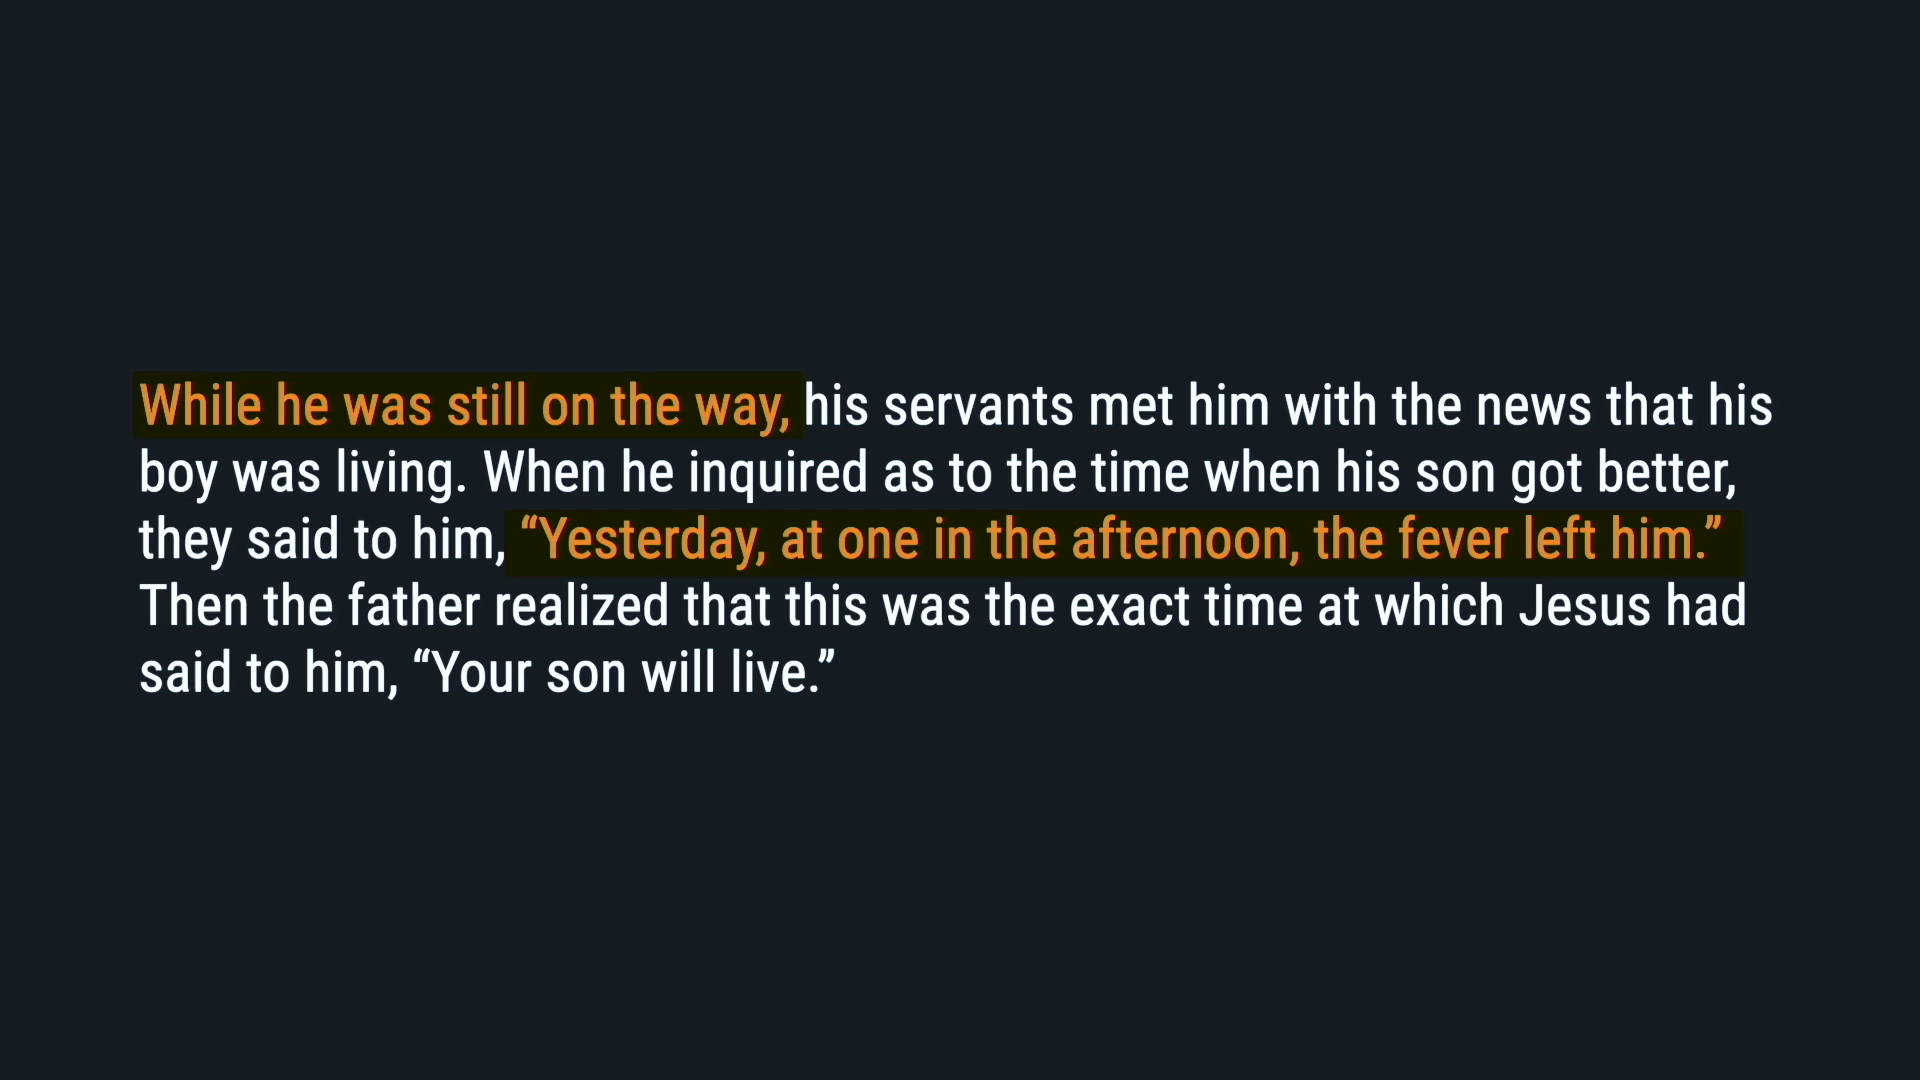 While he was still on the way, his servants met him with the news that his
boy was living. When he inquired as to the time when his son got better,
they said to him, “Yesterday, at one in the afternoon, the fever left him.”
Then the father realized that this was the exact time at which Jesus had
said to him, “Your son will live.”